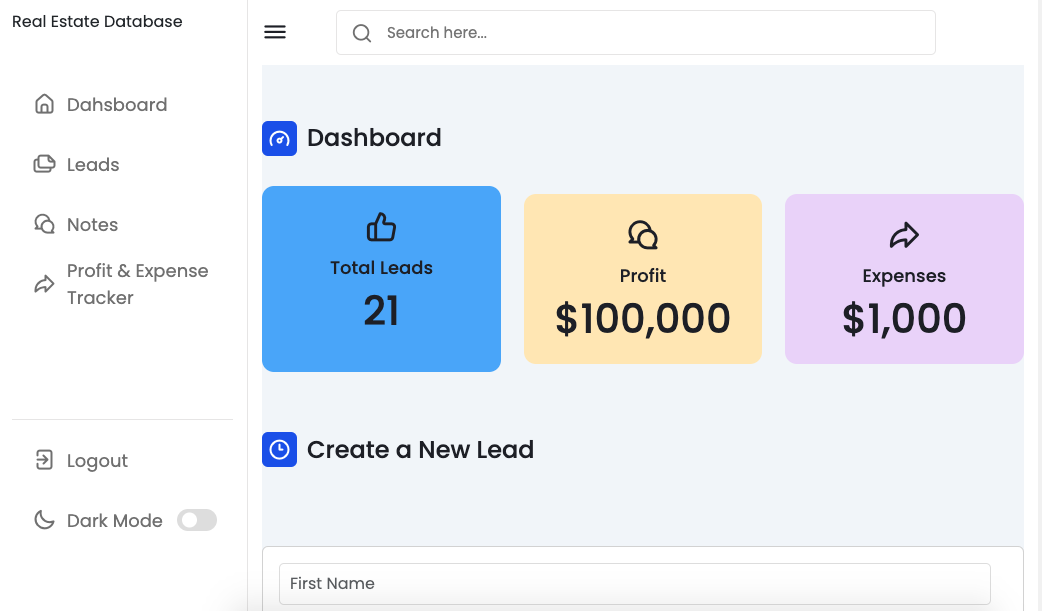 Real Estate Database
Search here...
Dahsboard
Leads
Notes
Profit & Expense
Tracker
Logout
Dark Mode
Dashboard
Total Leads
21
Profit
$100,000
Expenses
$1,000
Create a New Lead
First Name